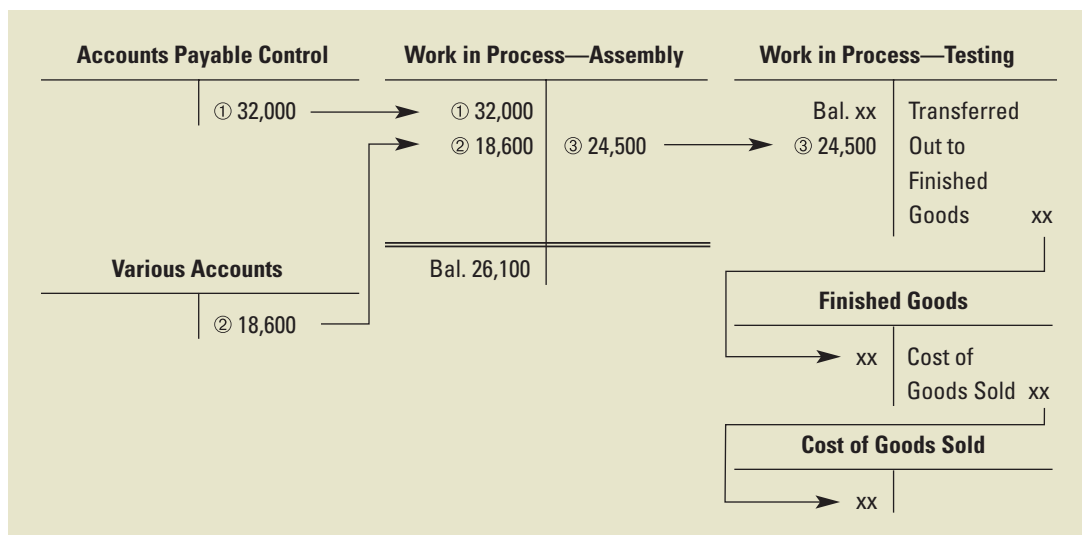 Accounts Payable Control
① 32,000
Work in Process—Assembly
① 32,000
② 18,600 ③ 24,500
Bal. 26,100
Work in Process—Testing
Bal. xx Transferred
③ 24,500 Out to
Finished
Goods xx
Various Accounts
② 18,600
Finished Goods
xx Cost of
Goods Sold xx
Cost of Goods Sold
xx